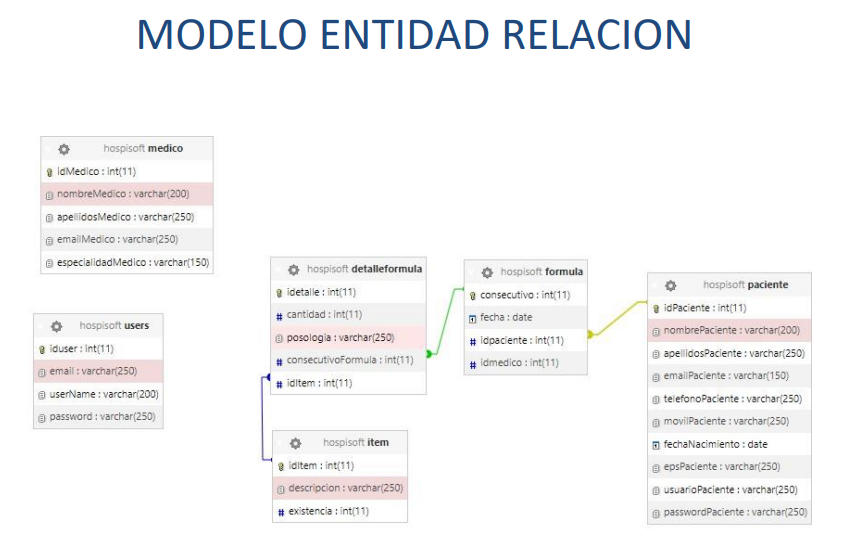 MODELO ENTIDAD RELACION
hospisoft medico
idMedico : int(11)
nombreMedico : varchar(200)
apellidosMedico : varchar(250)
emailMedico : varchar(250)
especialidadMedico : varchar(150)
hospisoft users
iduser : int(11)
email : varchar(250)
userName : varchar(200)
password : varchar(250)
hospisoft detalleformula
idetalle : int(11)
# cantidad : int(11)
posologia : varchar(250)
# consecutivoFormula : int(11)
# idItem : int(11)
hospisoft item
idItem : int(11)
descripcion : varchar(250)
# existencia : int(11)
hospisoft formula
consecutivo : int(11)
fecha : date
# idpaciente : int(11)
# idmedico : int(11)
hospisoft paciente
idPaciente : int(11)
nombrePaciente : varchar(200)
apellidosPaciente : varchar(250)
emailPaciente : varchar(150)
telefonoPaciente : varchar(250)
movilPaciente : varchar(250)
fechaNacimiento : date
epsPaciente : varchar(250)
usuarioPaciente : varchar(250)
passwordPaciente : varchar(250)